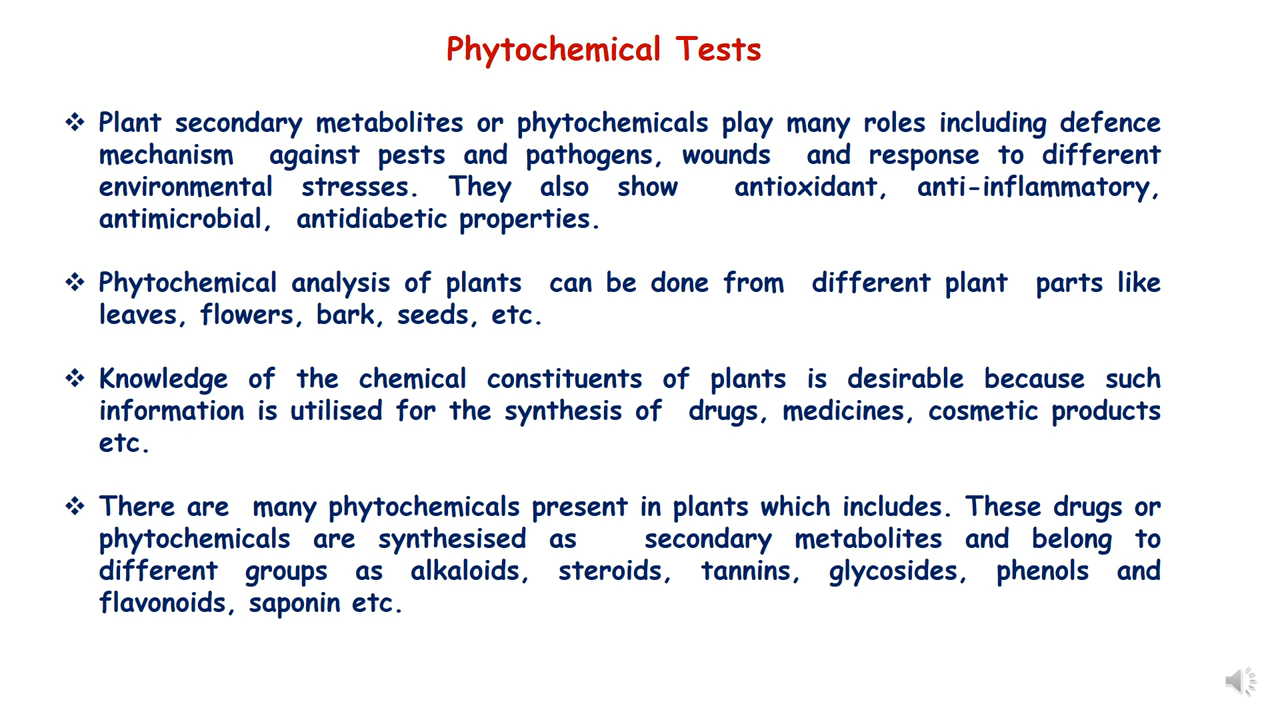 Phytochemical Tests
❖ Plant secondary metabolites or phytochemicals play many roles including defence
mechanism against pests and pathogens, wounds and response to different
environmental stresses. They also show antioxidant, anti-inflammatory,
antimicrobial, antidiabetic properties.
❖ Phytochemical analysis of plants can be done from different plant parts like
leaves, flowers, bark, seeds, etc.
❖ Knowledge of the chemical constituents of plants is desirable because such
information is utilised for the synthesis of drugs, medicines, cosmetic products
etc.
❖ There are many phytochemicals present in plants which includes. These drugs or
phytochemicals are synthesised as secondary metabolites and belong to
different groups as alkaloids, steroids, tannins, glycosides, phenols and
flavonoids, saponin etc.